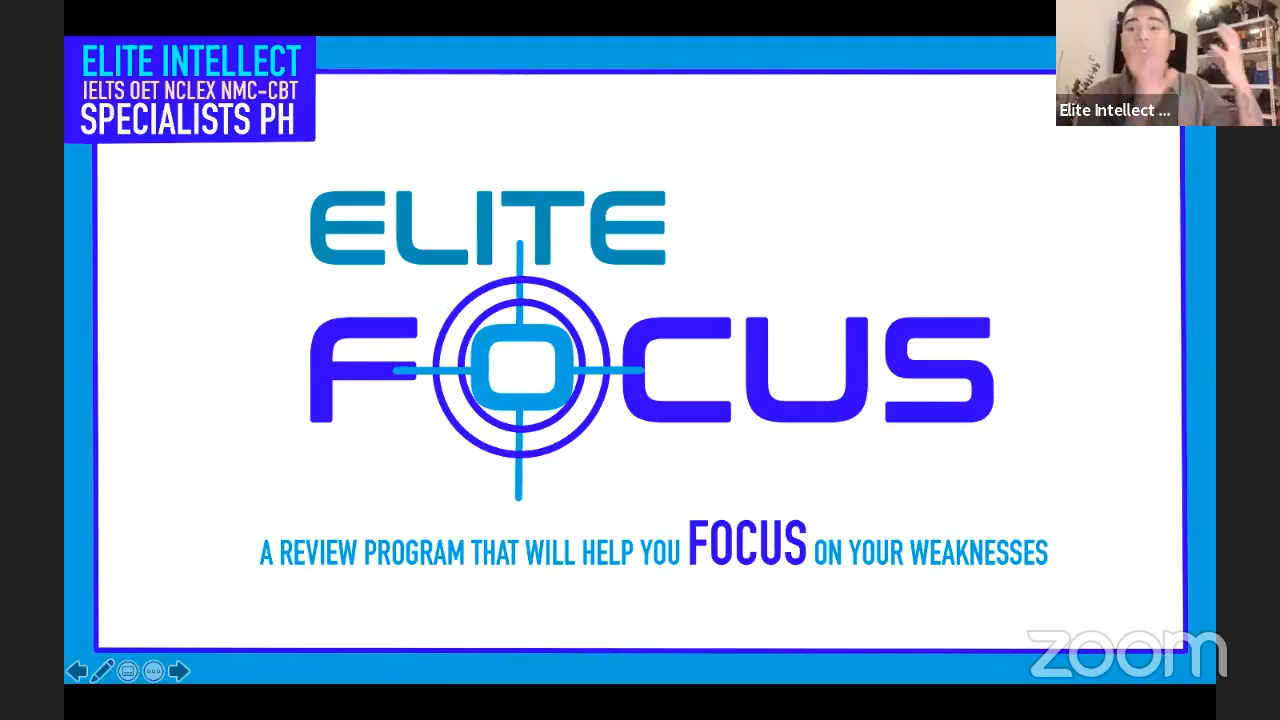 ELITE INTELLECT
IELTS OET NCLEX NMC-CBT
SPECIALISTS PH
Elite Intellect ...
ELITE
FOCUS
A REVIEW PROGRAM THAT WILL HELP YOU FOCUS ON YOUR WEAKNESSES
zoom